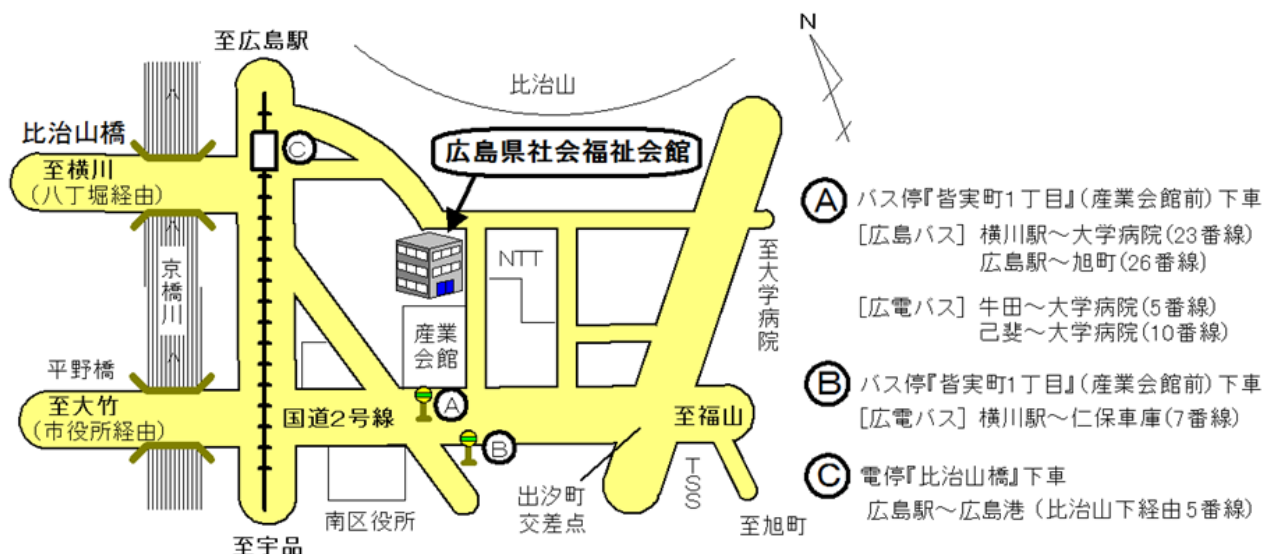 至広島駅
N
比治山
比治山橋
C
広島県社会福祉会館
至横川
(八丁堀経由)
京橋川
NTT
至大学病院
産業
会館
平野橋
至大竹
(市役所経由)
国道2号線
A
B
至福山
南区役所
出汐町
交差点
TSS
至旭町
至宇品
A バス停『皆実町1丁目』(産業会館前)下車
[広島バス] 横川駅～大学病院(23番線)
広島駅～旭町(26番線)
[広電バス] 牛田～大学病院(5番線)
己斐～大学病院(10番線)
B バス停『皆実町1丁目』(産業会館前)下車
[広電バス] 横川駅～仁保車庫(7番線)
C 電停『比治山橋』下車
広島駅～広島港 (比治山下経由5番線)